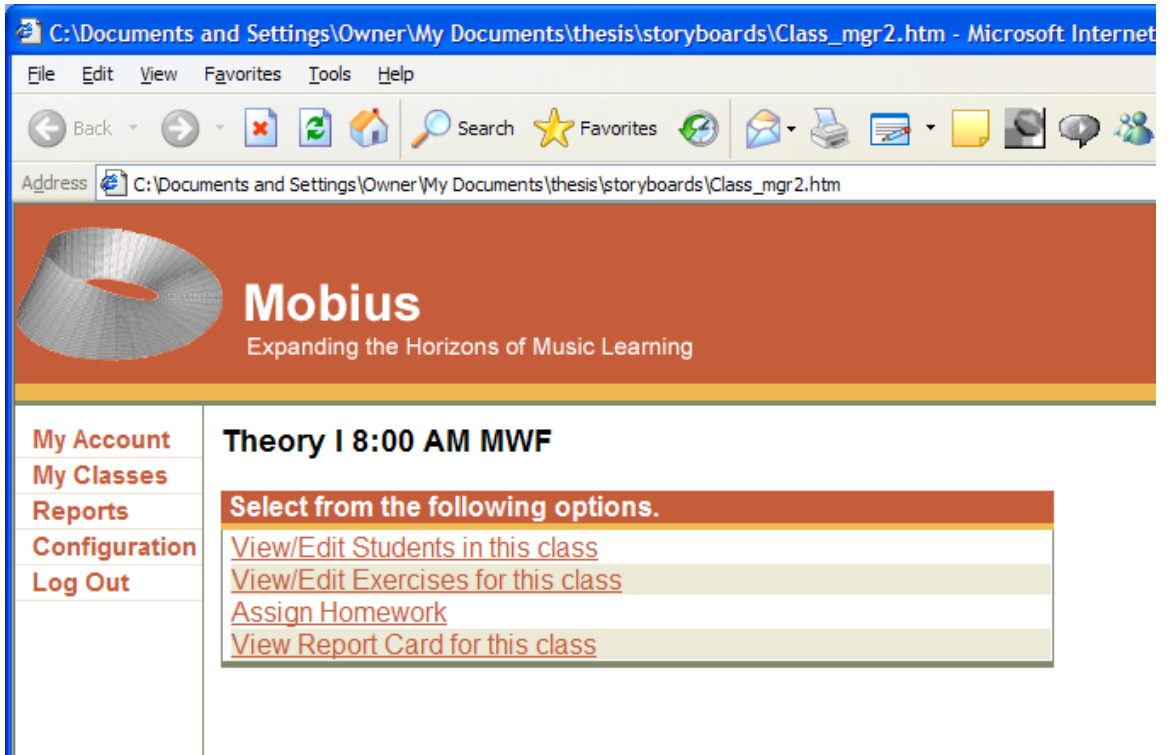 C:\Documents and Settings\Owner\My Documents\thesis\storyboards\Class_mgr2.htm - Microsoft Internet
File Edit View Favorites Tools Help
Back Search Favorites
Address C:\Documents and Settings\Owner\My Documents\thesis\storyboards\Class_mgr2.htm
Mobius
Expanding the Horizons of Music Learning
My Account
My Classes
Reports
Configuration
Log Out
Theory I 8:00 AM MWF
Select from the following options.
View/Edit Students in this class
View/Edit Exercises for this class
Assign Homework
View Report Card for this class